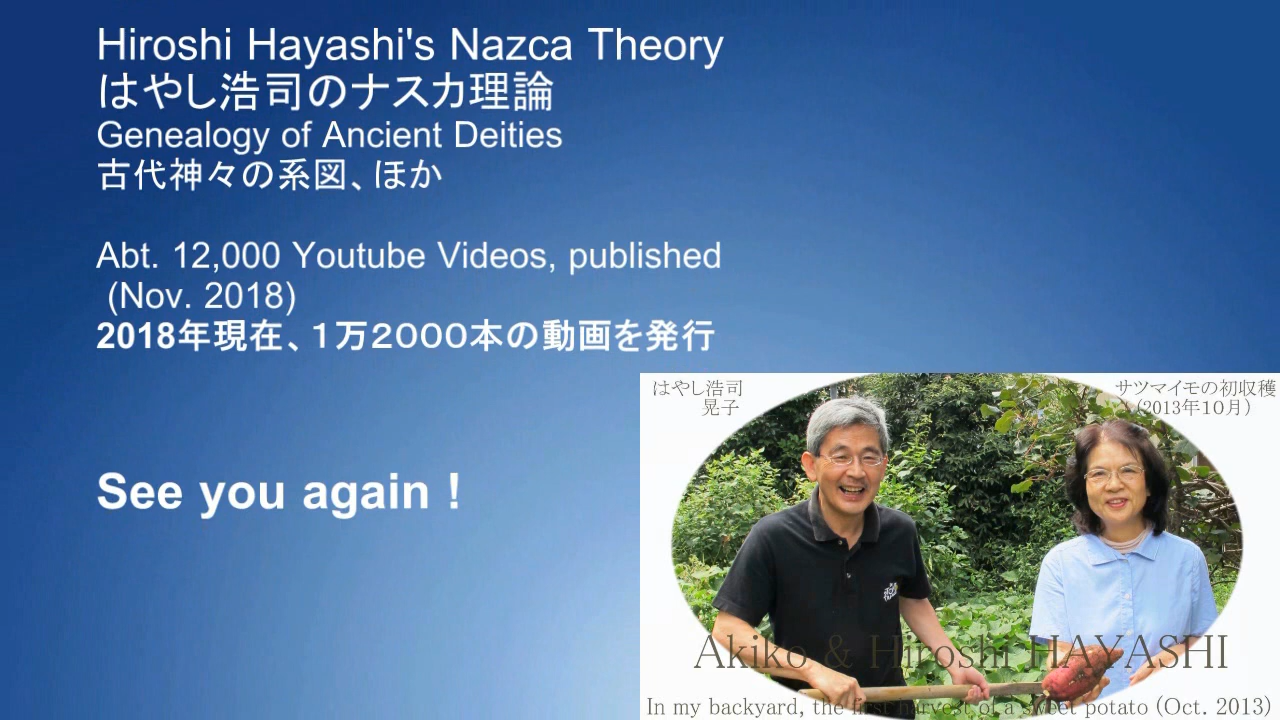 Hiroshi Hayashi's Nazca Theory
はやし浩司のナスカ理論
Genealogy of Ancient Deities
古代神々の系図、ほか
Abt. 12,000 Youtube Videos, published
(Nov. 2018)
2018年現在、１万２０００本の動画を発行
See you again！
はやし浩司
晃子
サツマイモの初収穫
(2013年10月)
Akiko & Hiroshi HAYASHI
In my backyard, the first harvest of a sweet potato (Oct. 2013)